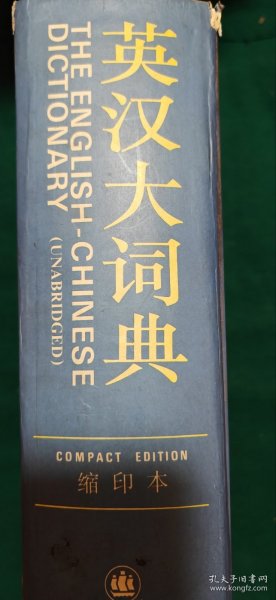 英汉大词典
THE ENGLISH-CHINESE
DICTIONARY
(UNABRIDGED)
COMPACT EDITION
缩印本
孔夫子旧书网
www.kongfz.com